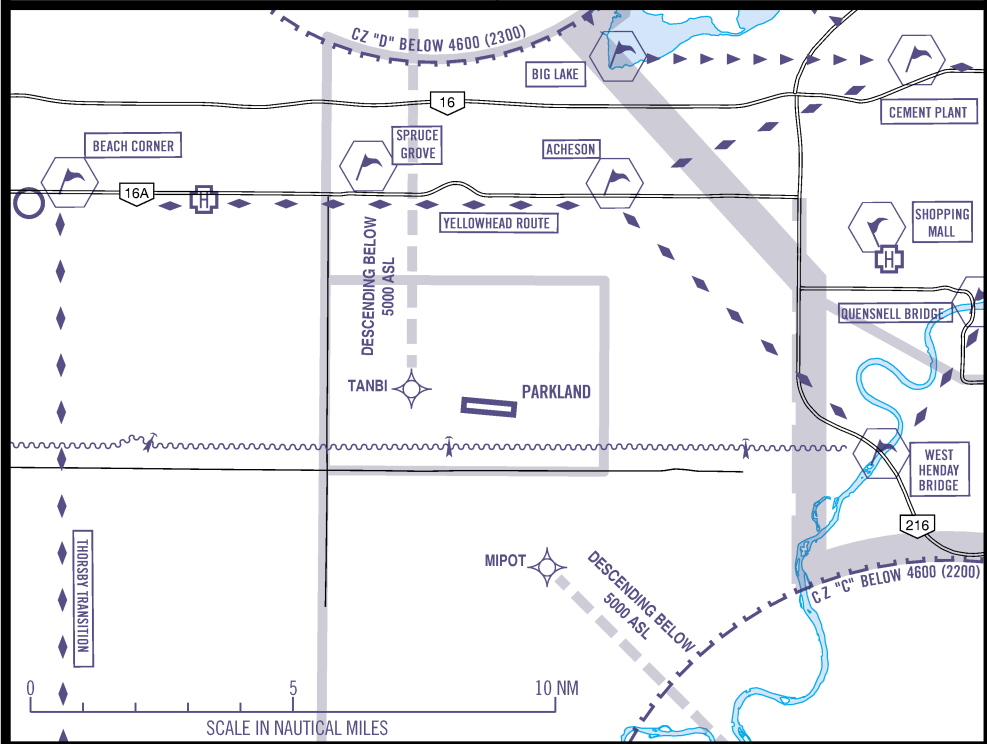 CZ "D" BELOW 4600 (2300)
BIG LAKE
16
CEMENT PLANT
BEACH CORNER
SPRUCE
GROVE
ACHESON
16A
H
YELLOWHEAD ROUTE
SHOPPING
MALL
H
DESCENDING BELOW
5000 ASL
QUENSNELL BRIDGE
TANBI
PARKLAND
WEST
HENDAY
BRIDGE
216
THORSBY TRANSITION
MIPOT
DESCENDING BELOW
5000 ASL
CZ "C" BELOW 4600 (2200)
0 5 10 NM
SCALE IN NAUTICAL MILES